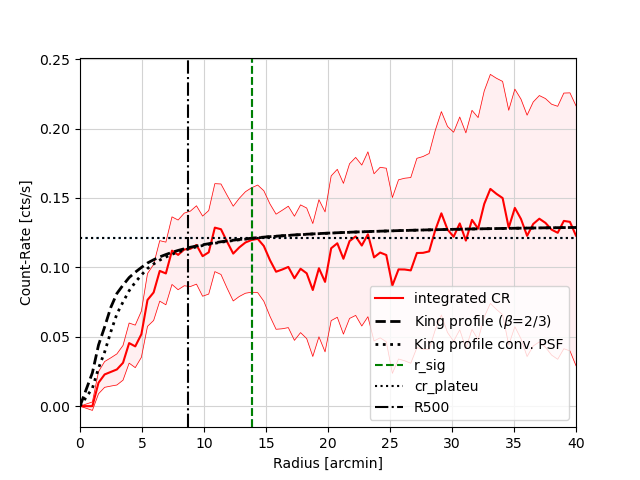 0.25
0.20
0.15
0.10
0.05
0.00
Count-Rate [cts/s]
integrated CR
King profile (β=2/3)
King profile conv. PSF
r_sig
cr_plateu
R500
0 5 10 15 20 25 30 35 40
Radius [arcmin]